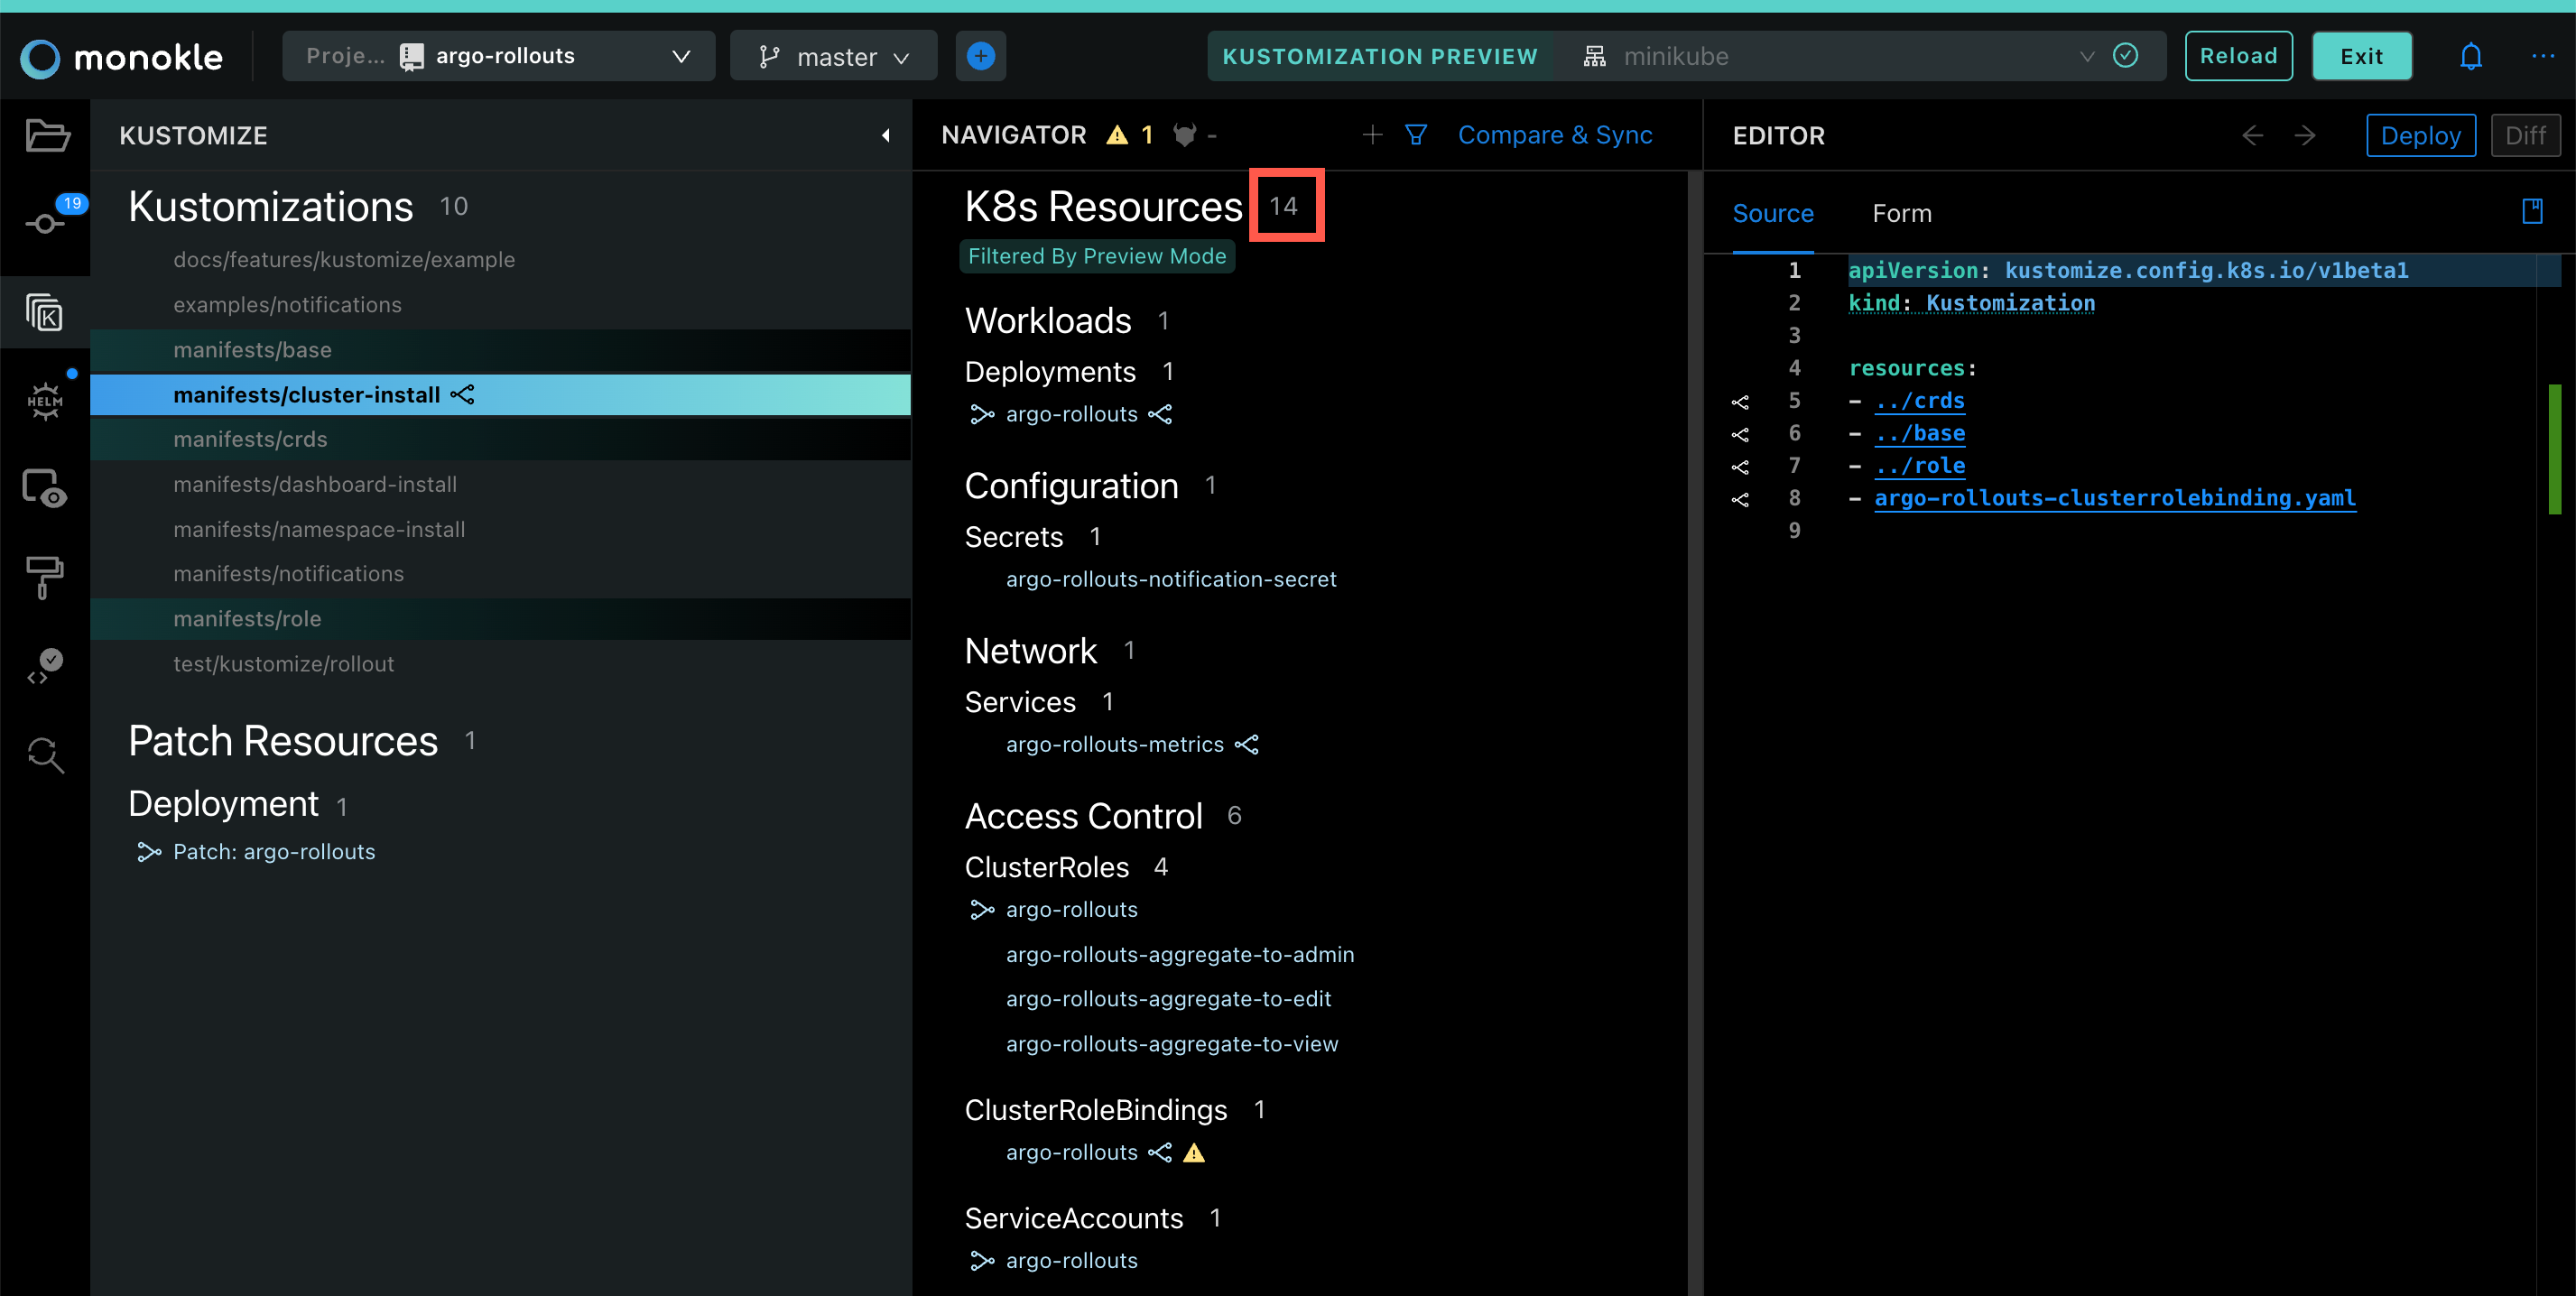 monokle
Proje... argo-rollouts
master
KUSTOMIZATION PREVIEW
minikube
Reload
Exit
19
HELM
KUSTOMIZE
Kustomizations 10
docs/features/kustomize/example
examples/notifications
manifests/base
manifests/cluster-install
manifests/crds
manifests/dashboard-install
manifests/namespace-install
manifests/notifications
manifests/role
test/kustomize/rollout
Patch Resources 1
Deployment 1
Patch: argo-rollouts
NAVIGATOR 1 -
Compare & Sync
K8s Resources 14
Filtered By Preview Mode
Workloads 1
Deployments 1
argo-rollouts
Configuration 1
Secrets 1
argo-rollouts-notification-secret
Network 1
Services 1
argo-rollouts-metrics
Access Control 6
ClusterRoles 4
argo-rollouts
argo-rollouts-aggregate-to-admin
argo-rollouts-aggregate-to-edit
argo-rollouts-aggregate-to-view
ClusterRoleBindings 1
argo-rollouts
ServiceAccounts 1
argo-rollouts
EDITOR
Deploy
Diff
Source Form
1 apiVersion: kustomize.config.k8s.io/v1beta1
2 kind: Kustomization
3
4 resources:
5 - ../crds
6 - ../base
7 - ../role
8 - argo-rollouts-clusterrolebinding.yaml
9